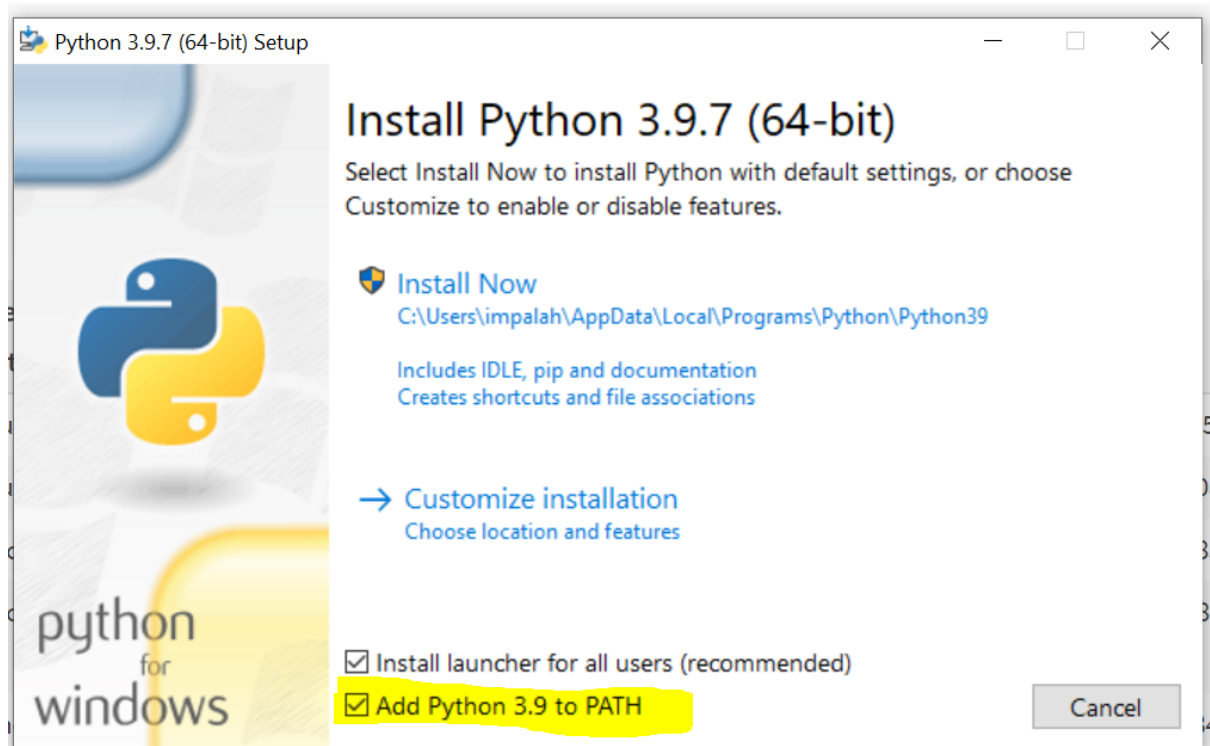 Python 3.9.7 (64-bit) Setup
Install Python 3.9.7 (64-bit)
Select Install Now to install Python with default settings, or choose
Customize to enable or disable features.
Install Now
C:\Users\impalah\AppData\Local\Programs\Python\Python39
Includes IDLE, pip and documentation
Creates shortcuts and file associations
Customize installation
Choose location and features
python
for
windows
Install launcher for all users (recommended)
Add Python 3.9 to PATH
Cancel